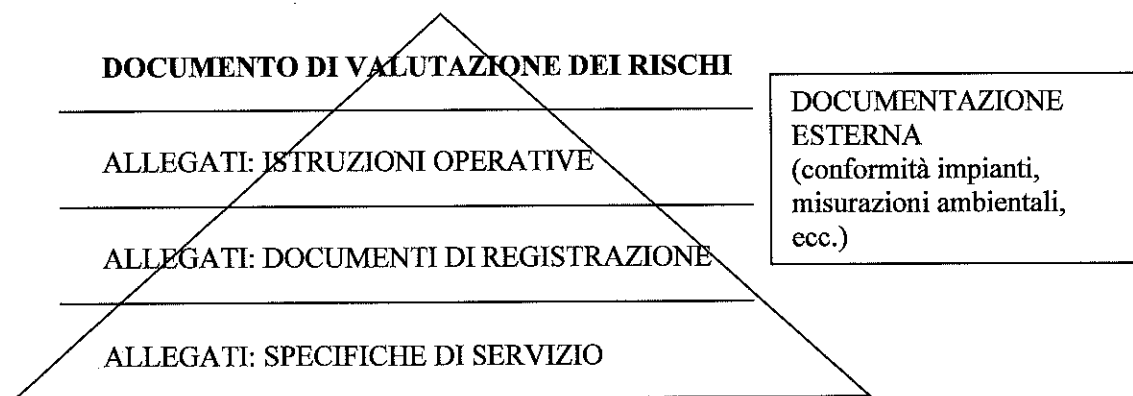 DOCUMENTO DI VALUTAZIONE DEI RISCHI
ALLEGATI: ISTRUZIONI OPERATIVE
ALLEGATI: DOCUMENTI DI REGISTRAZIONE
ALLEGATI: SPECIFICHE DI SERVIZIO
DOCUMENTAZIONE
ESTERNA
(conformità impianti,
misurazioni ambientali,
ecc.)